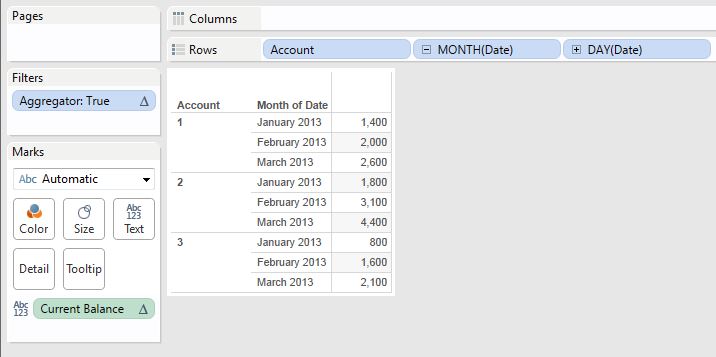 Pages
Columns
Rows Account MONTH(Date) DAY(Date)
Filters
Aggregator: True Δ
Marks
Abc Automatic
Color Size Abc 123 Text
Detail Tooltip
Abc 123 Current Balance Δ
Account Month of Date
1 January 2013 1,400
February 2013 2,000
March 2013 2,600
2 January 2013 1,800
February 2013 3,100
March 2013 4,400
3 January 2013 800
February 2013 1,600
March 2013 2,100